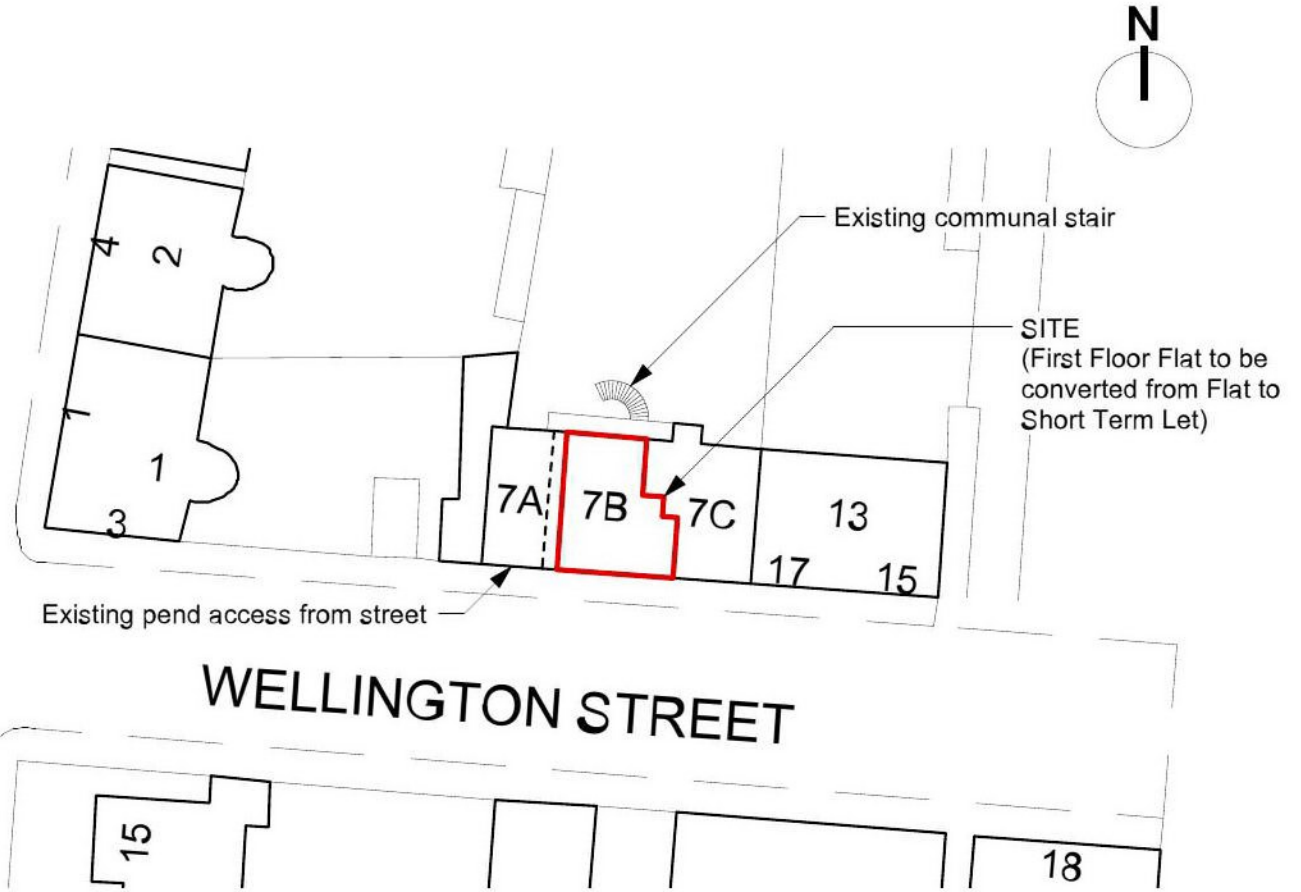 N
Existing communal stair
SITE
(First Floor Flat to be
converted from Flat to
Short Term Let)
4
2
1
1
3
7A
7B
7C
13
17
15
Existing pend access from street
WELLINGTON STREET
15
18